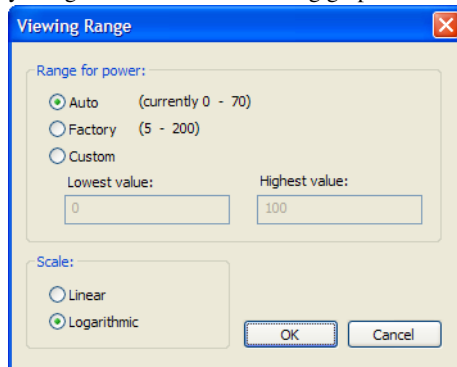 Viewing Range
Range for power:
Auto (currently 0 - 70)
Factory (5 - 200)
Custom
Lowest value: Highest value:
0 100
Scale:
Linear
Logarithmic
OK Cancel